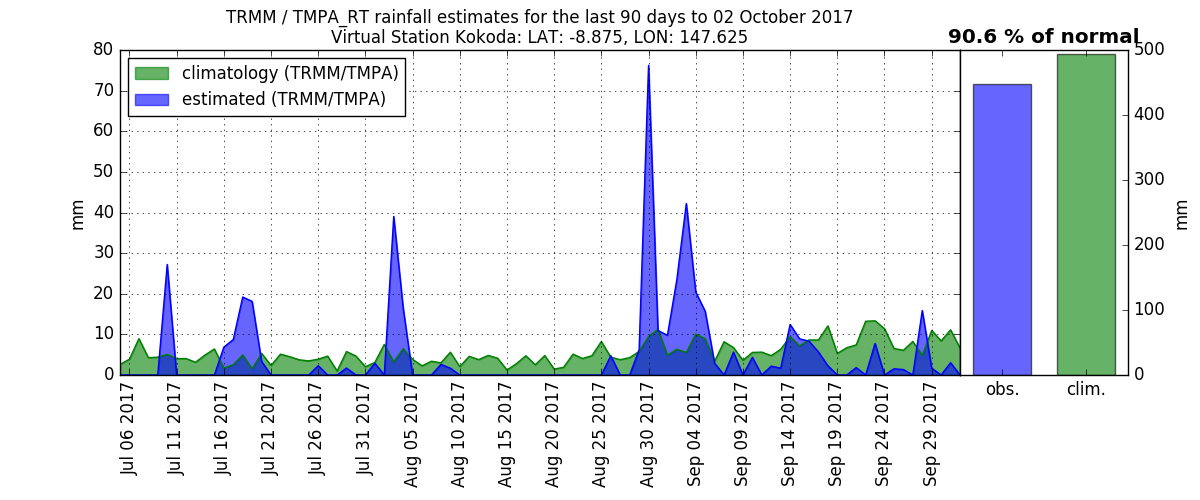 TRMM / TMPA_RT rainfall estimates for the last 90 days to 02 October 2017
Virtual Station Kokoda: LAT: -8.875, LON: 147.625
90.6 % of normal
climatology (TRMM/TMPA)
estimated (TRMM/TMPA)
mm
80
70
60
50
40
30
20
10
0
Jul 06 2017
Jul 11 2017
Jul 16 2017
Jul 21 2017
Jul 26 2017
Jul 31 2017
Aug 05 2017
Aug 10 2017
Aug 15 2017
Aug 20 2017
Aug 25 2017
Aug 30 2017
Sep 04 2017
Sep 09 2017
Sep 14 2017
Sep 19 2017
Sep 24 2017
Sep 29 2017
obs.
clim.
500
400
300
200
100
0
mm